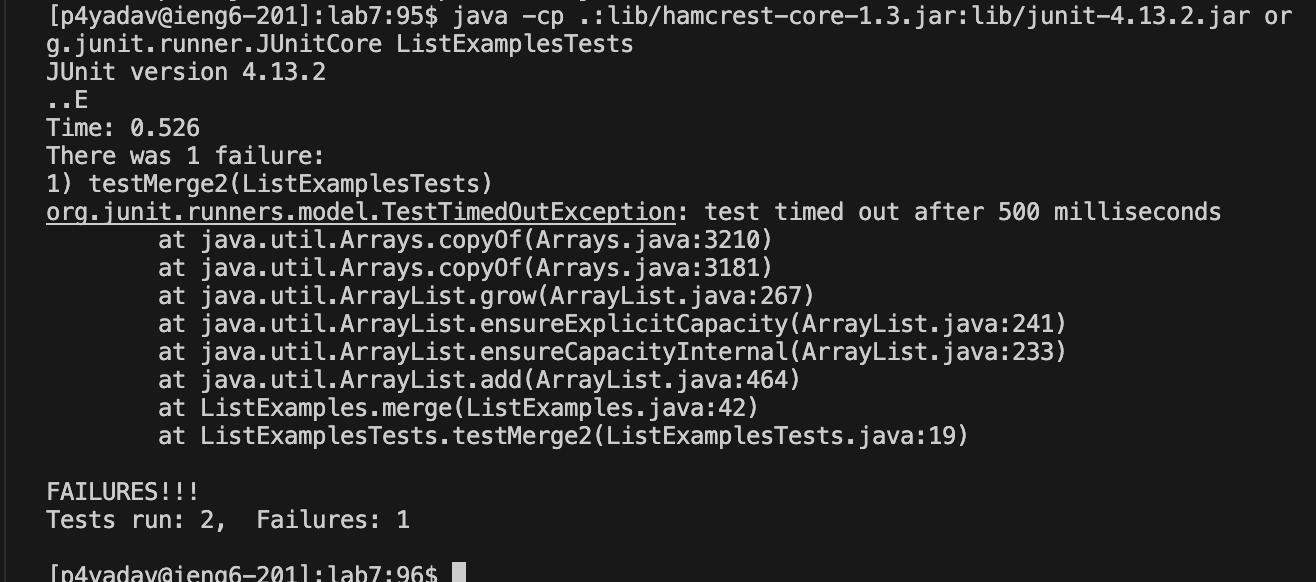 [p4yadav@ieng6-201]:lab7:95$ java -cp .:lib/hamcrest-core-1.3.jar:lib/junit-4.13.2.jar or
g.junit.runner.JUnitCore ListExamplesTests
JUnit version 4.13.2
..E
Time: 0.526
There was 1 failure:
1) testMerge2(ListExamplesTests)
org.junit.runners.model.TestTimedOutException: test timed out after 500 milliseconds
        at java.util.Arrays.copyOf(Arrays.java:3210)
        at java.util.Arrays.copyOf(Arrays.java:3181)
        at java.util.ArrayList.grow(ArrayList.java:267)
        at java.util.ArrayList.ensureExplicitCapacity(ArrayList.java:241)
        at java.util.ArrayList.ensureCapacityInternal(ArrayList.java:233)
        at java.util.ArrayList.add(ArrayList.java:464)
        at ListExamples.merge(ListExamples.java:42)
        at ListExamplesTests.testMerge2(ListExamplesTests.java:19)

FAILURES!!!
Tests run: 2,  Failures: 1

[p4yadav@ieng6-201]:lab7:96$